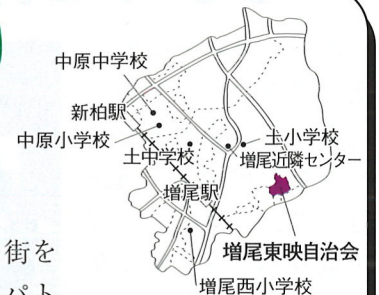 中原中学校
新柏駅
中原小学校
土中学校
土小学校
増尾近隣センター
増尾駅
増尾東映自治会
増尾西小学校
街を
パト